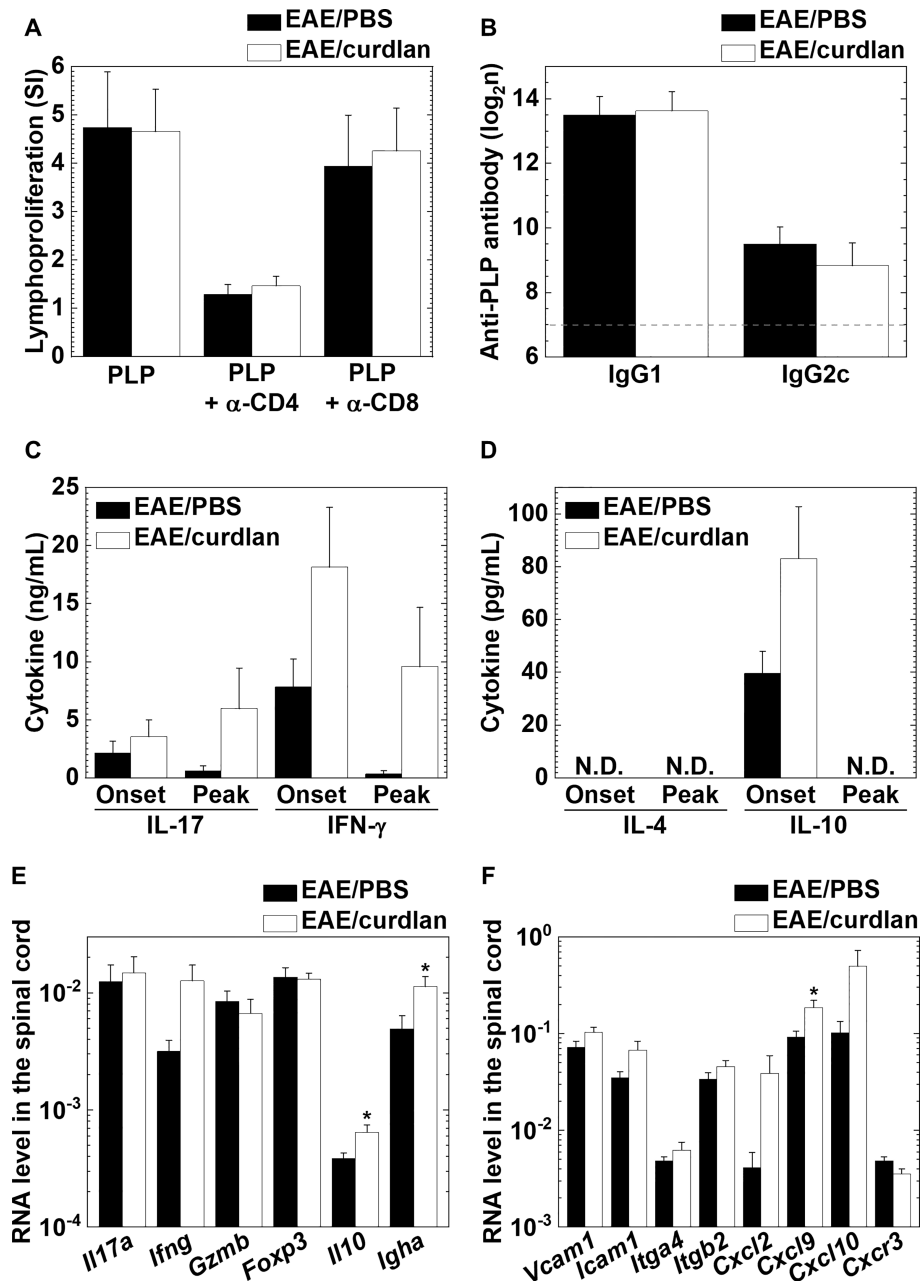 A
EAE/PBS
EAE/curdlan
Lymphoproliferation (SI)
6
5
4
3
2
1
0
PLP
PLP
+ α-CD4
PLP
+ α-CD8
B
EAE/PBS
EAE/curdlan
Anti-PLP antibody (log2n)
14
12
10
8
6
IgG1
IgG2c
C
EAE/PBS
EAE/curdlan
Cytokine (ng/mL)
25
20
15
10
5
0
Onset Peak Onset Peak
IL-17 IFN-γ
D
EAE/PBS
EAE/curdlan
Cytokine (pg/mL)
100
80
60
40
20
0
N.D. N.D. N.D.
Onset Peak Onset Peak
IL-4 IL-10
E
EAE/PBS
EAE/curdlan
RNA level in the spinal cord
10-2
10-3
10-4
* *
Il17a Ifng Gzmb Foxp3 Il10 Igha
F
EAE/PBS
EAE/curdlan
RNA level in the spinal cord
100
10-1
10-2
10-3
*
Vcam1 Icam1 Itga4 Itgb2 Cxcl2 Cxcl9 Cxcl10 Cxcr3